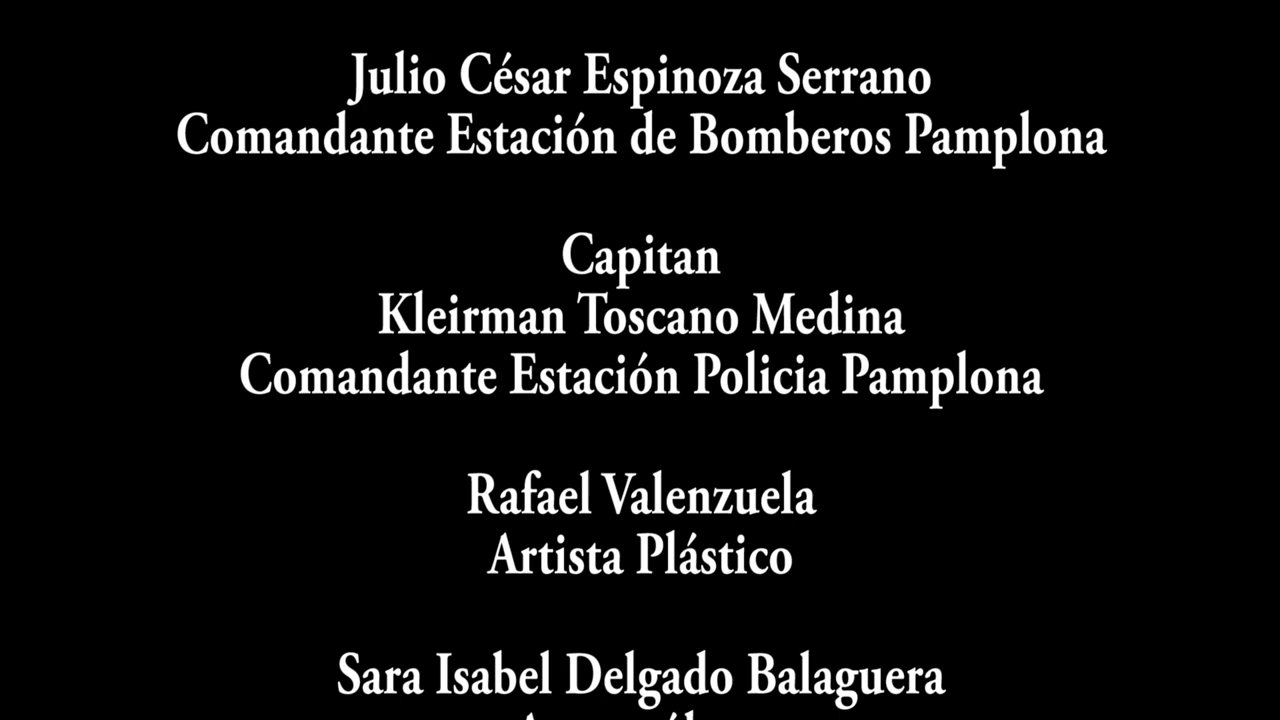 Julio César Espinoza Serrano
Comandante Estación de Bomberos Pamplona
Capitan
Kleirman Toscano Medina
Comandante Estación Policia Pamplona
Rafael Valenzuela
Artista Plástico
Sara Isabel Delgado Balaguera